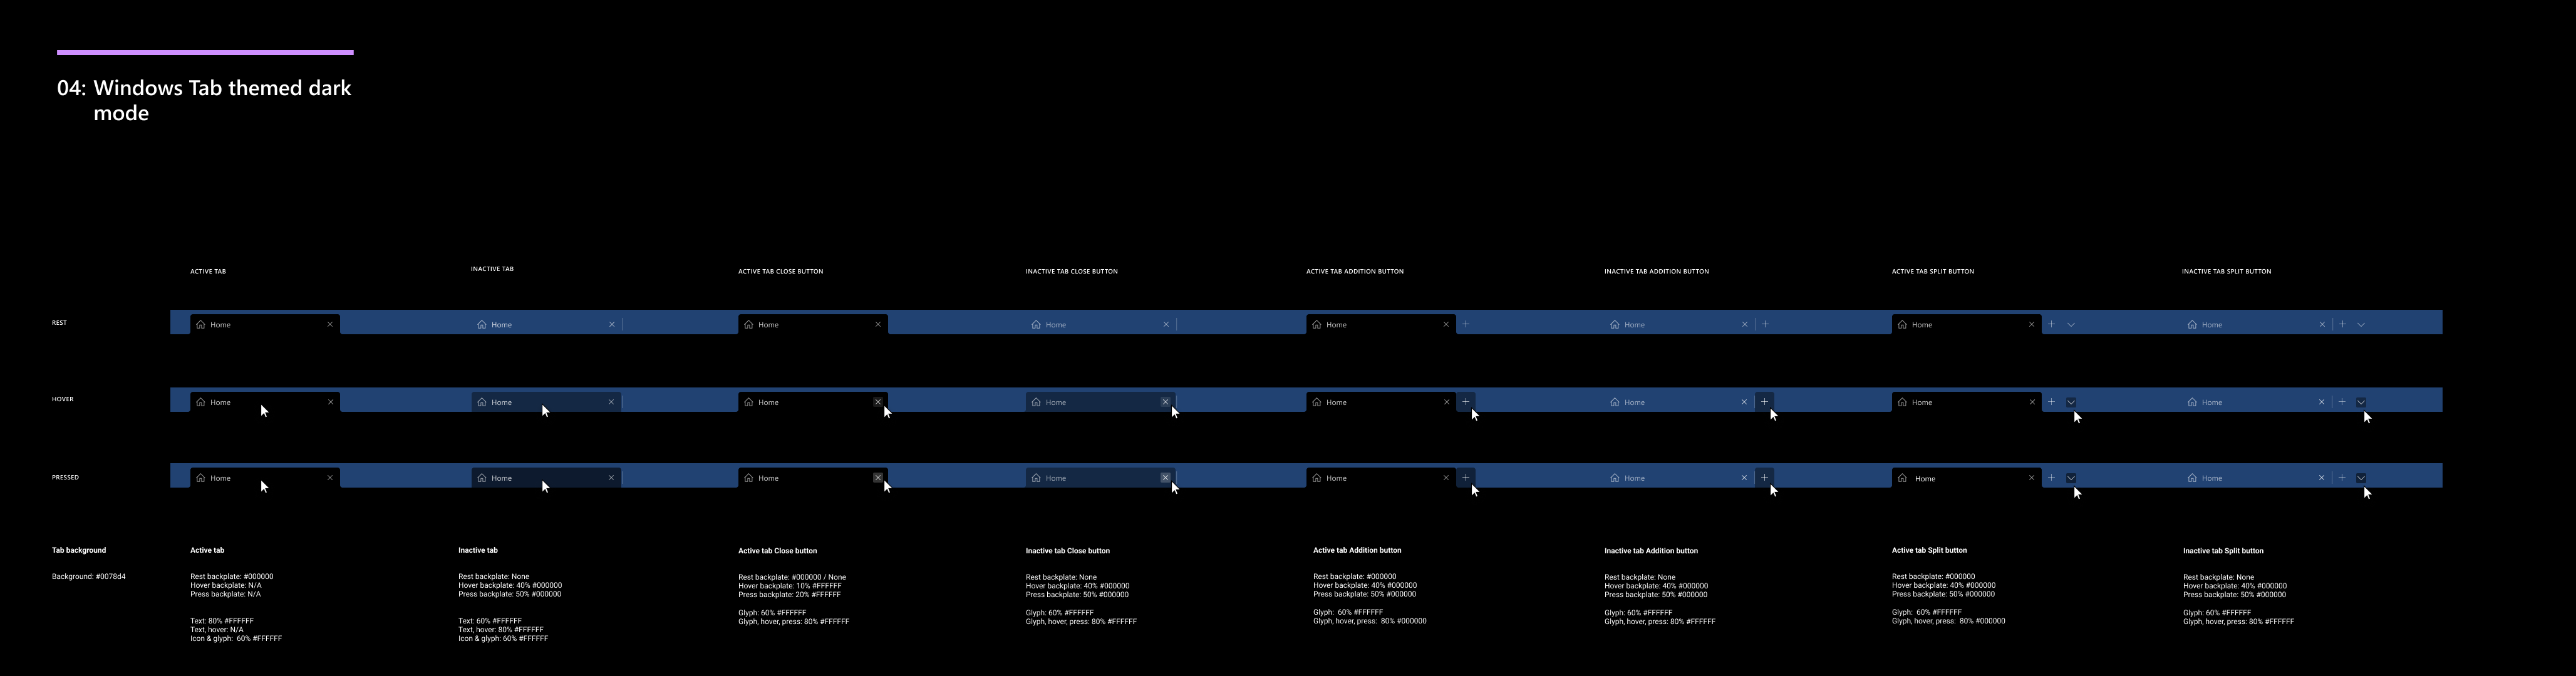 04: Windows Tab themed dark
mode
ACTIVE TAB
INACTIVE TAB
ACTIVE TAB CLOSE BUTTON
INACTIVE TAB CLOSE BUTTON
ACTIVE TAB ADDITION BUTTON
INACTIVE TAB ADDITION BUTTON
ACTIVE TAB SPLIT BUTTON
INACTIVE TAB SPLIT BUTTON
REST
Home
Home
Home
Home
Home
Home
Home
Home
HOVER
Home
Home
Home
Home
Home
Home
Home
Home
PRESSED
Home
Home
Home
Home
Home
Home
Home
Home
Tab background
Background: #0078d4
Active tab
Rest backplate: #000000
Hover backplate: N/A
Press backplate: N/A
Text: 80% #FFFFFF
Text, hover: N/A
Icon & glyph: 60% #FFFFFF
Inactive tab
Rest backplate: None
Hover backplate: 40% #000000
Press backplate: 50% #000000
Text: 60% #FFFFFF
Text, hover: 80% #FFFFFF
Icon & glyph: 60% #FFFFFF
Active tab Close button
Rest backplate: #000000 / None
Hover backplate: 10% #FFFFFF
Press backplate: 20% #FFFFFF
Glyph: 60% #FFFFFF
Glyph, hover, press: 80% #FFFFFF
Inactive tab Close button
Rest backplate: None
Hover backplate: 40% #000000
Press backplate: 50% #000000
Glyph: 60% #FFFFFF
Glyph, hover, press: 80% #FFFFFF
Active tab Addition button
Rest backplate: #000000
Hover backplate: 40% #000000
Press backplate: 50% #000000
Glyph: 60% #FFFFFF
Glyph, hover, press: 80% #000000
Inactive tab Addition button
Rest backplate: None
Hover backplate: 40% #000000
Press backplate: 50% #000000
Glyph: 60% #FFFFFF
Glyph, hover, press: 80% #FFFFFF
Active tab Split button
Rest backplate: #000000
Hover backplate: 40% #000000
Press backplate: 50% #000000
Glyph: 60% #FFFFFF
Glyph, hover, press: 80% #000000
Inactive tab Split button
Rest backplate: None
Hover backplate: 40% #000000
Press backplate: 50% #000000
Glyph: 60% #FFFFFF
Glyph, hover, press: 80% #FFFFFF